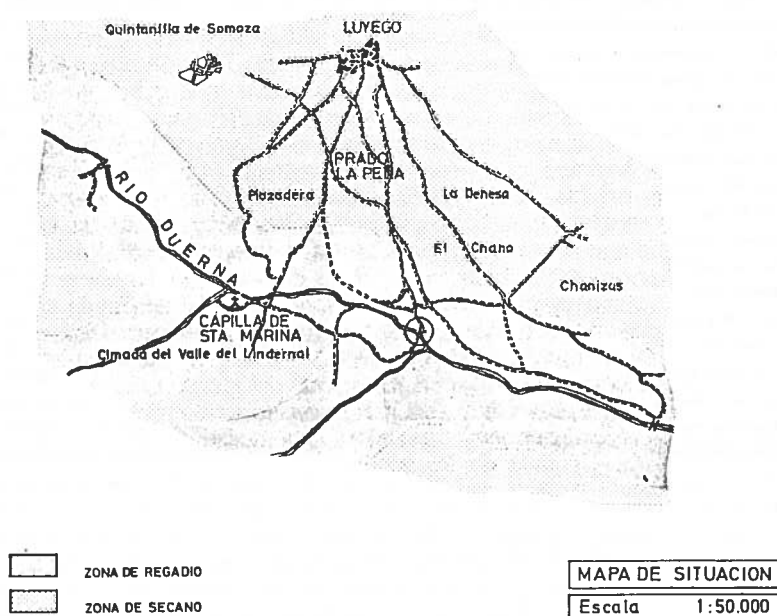 Quintanilla de Somoza
LUYEGO
PRADO
LA PEÑA
Plazadera
La Dehesa
RIO DUERNA
El Chano
Chanizas
CAPILLA DE
STA. MARINA
Cimada del Valle del Lindernal
ZONA DE REGADIO
ZONA DE SECANO
MAPA DE SITUACION
Escala 1:50,000